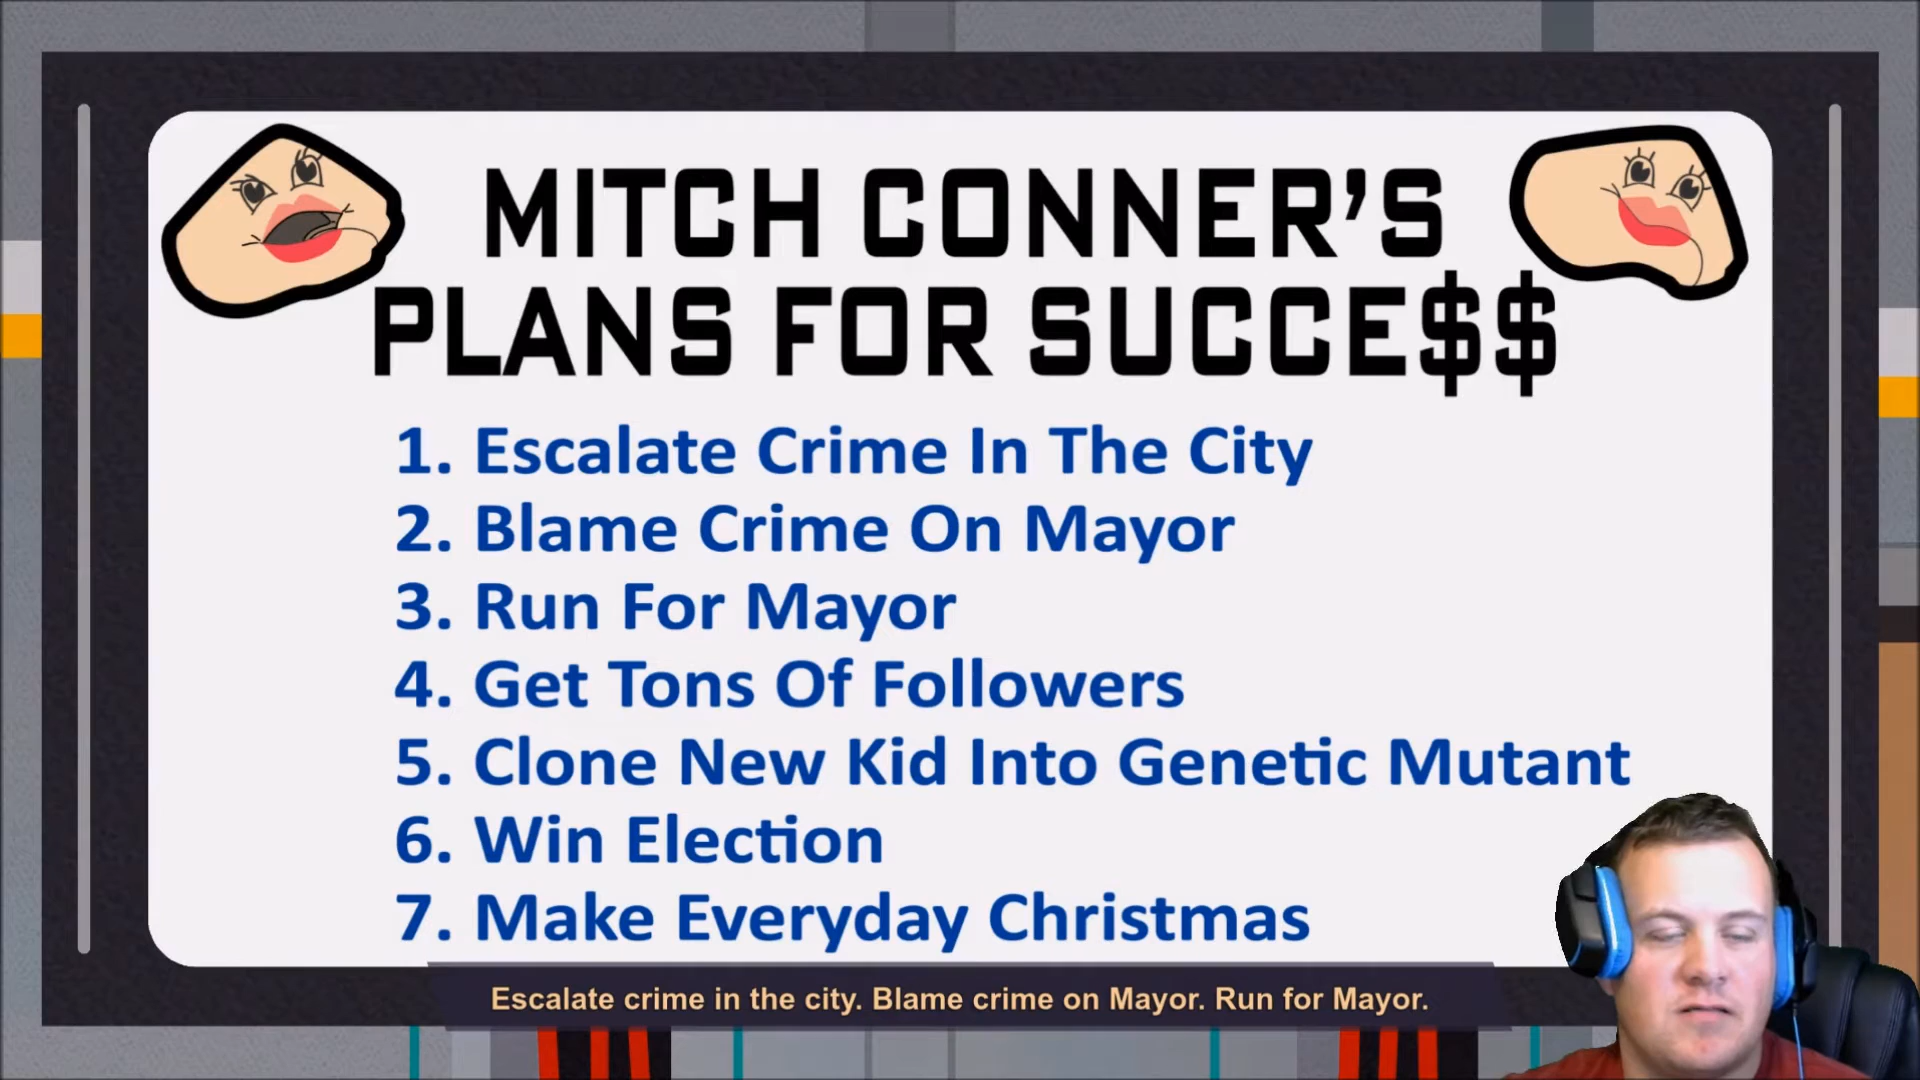 MITCH CONNER'S
PLANS FOR SUCCE$$
1. Escalate Crime In The City
2. Blame Crime On Mayor
3. Run For Mayor
4. Get Tons Of Followers
5. Clone New Kid Into Genetic Mutant
6. Win Election
7. Make Everyday Christmas
Escalate crime in the city. Blame crime on Mayor. Run for Mayor.